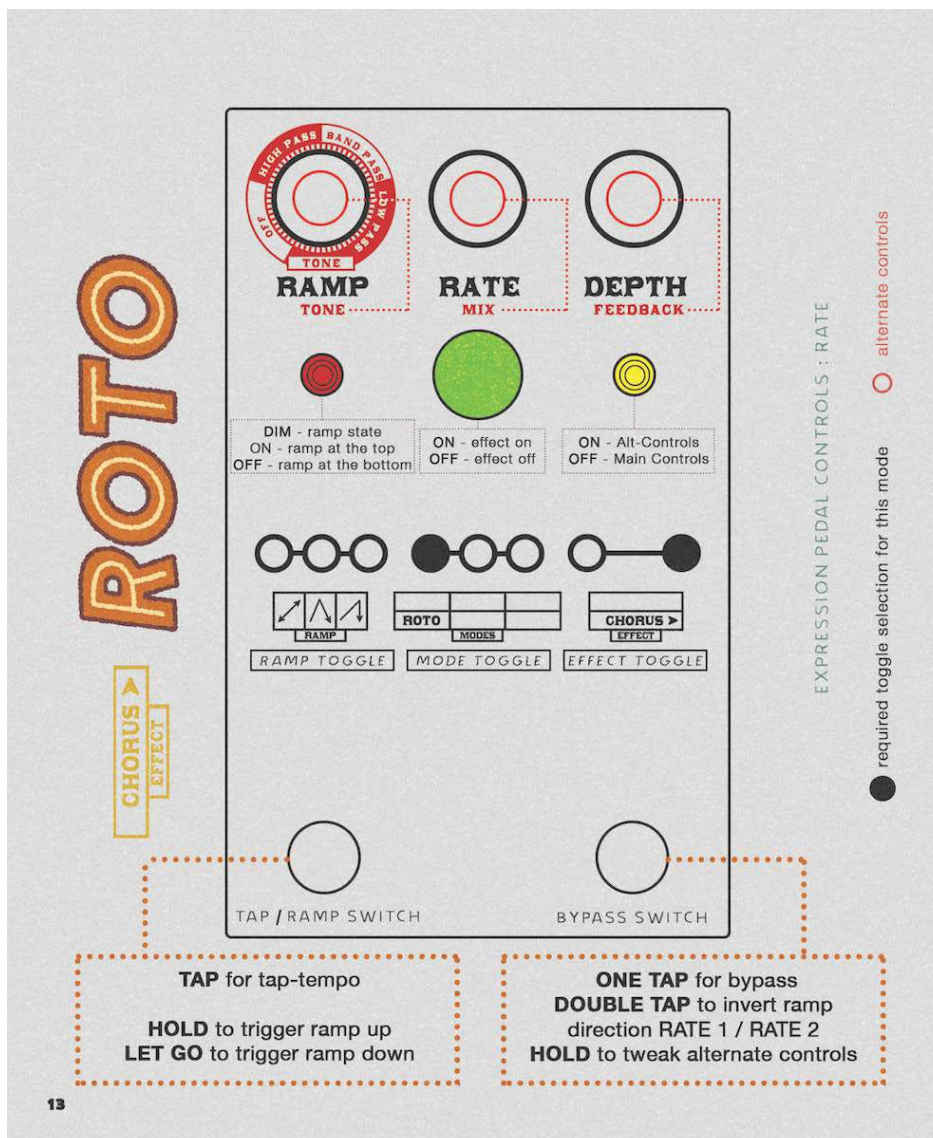 ROTO
CHORUS ➤
EFFECT
HIGH PASS
BAND PASS
LOW PASS
OFF
TONE
RAMP
TONE
RATE
MIX
DEPTH
FEEDBACK
DIM - ramp state
ON - ramp at the top
OFF - ramp at the bottom
ON - effect on
OFF - effect off
ON - Alt-Controls
OFF - Main Controls
RAMP
RAMP TOGGLE
ROTO
MODES
MODE TOGGLE
CHORUS ➤
EFFECT
EFFECT TOGGLE
TAP / RAMP SWITCH
BYPASS SWITCH
EXPRESSION PEDAL CONTROLS : RATE
required toggle selection for this mode
alternate controls
TAP for tap-tempo
HOLD to trigger ramp up
LET GO to trigger ramp down
ONE TAP for bypass
DOUBLE TAP to invert ramp
direction RATE 1 / RATE 2
HOLD to tweak alternate controls
13